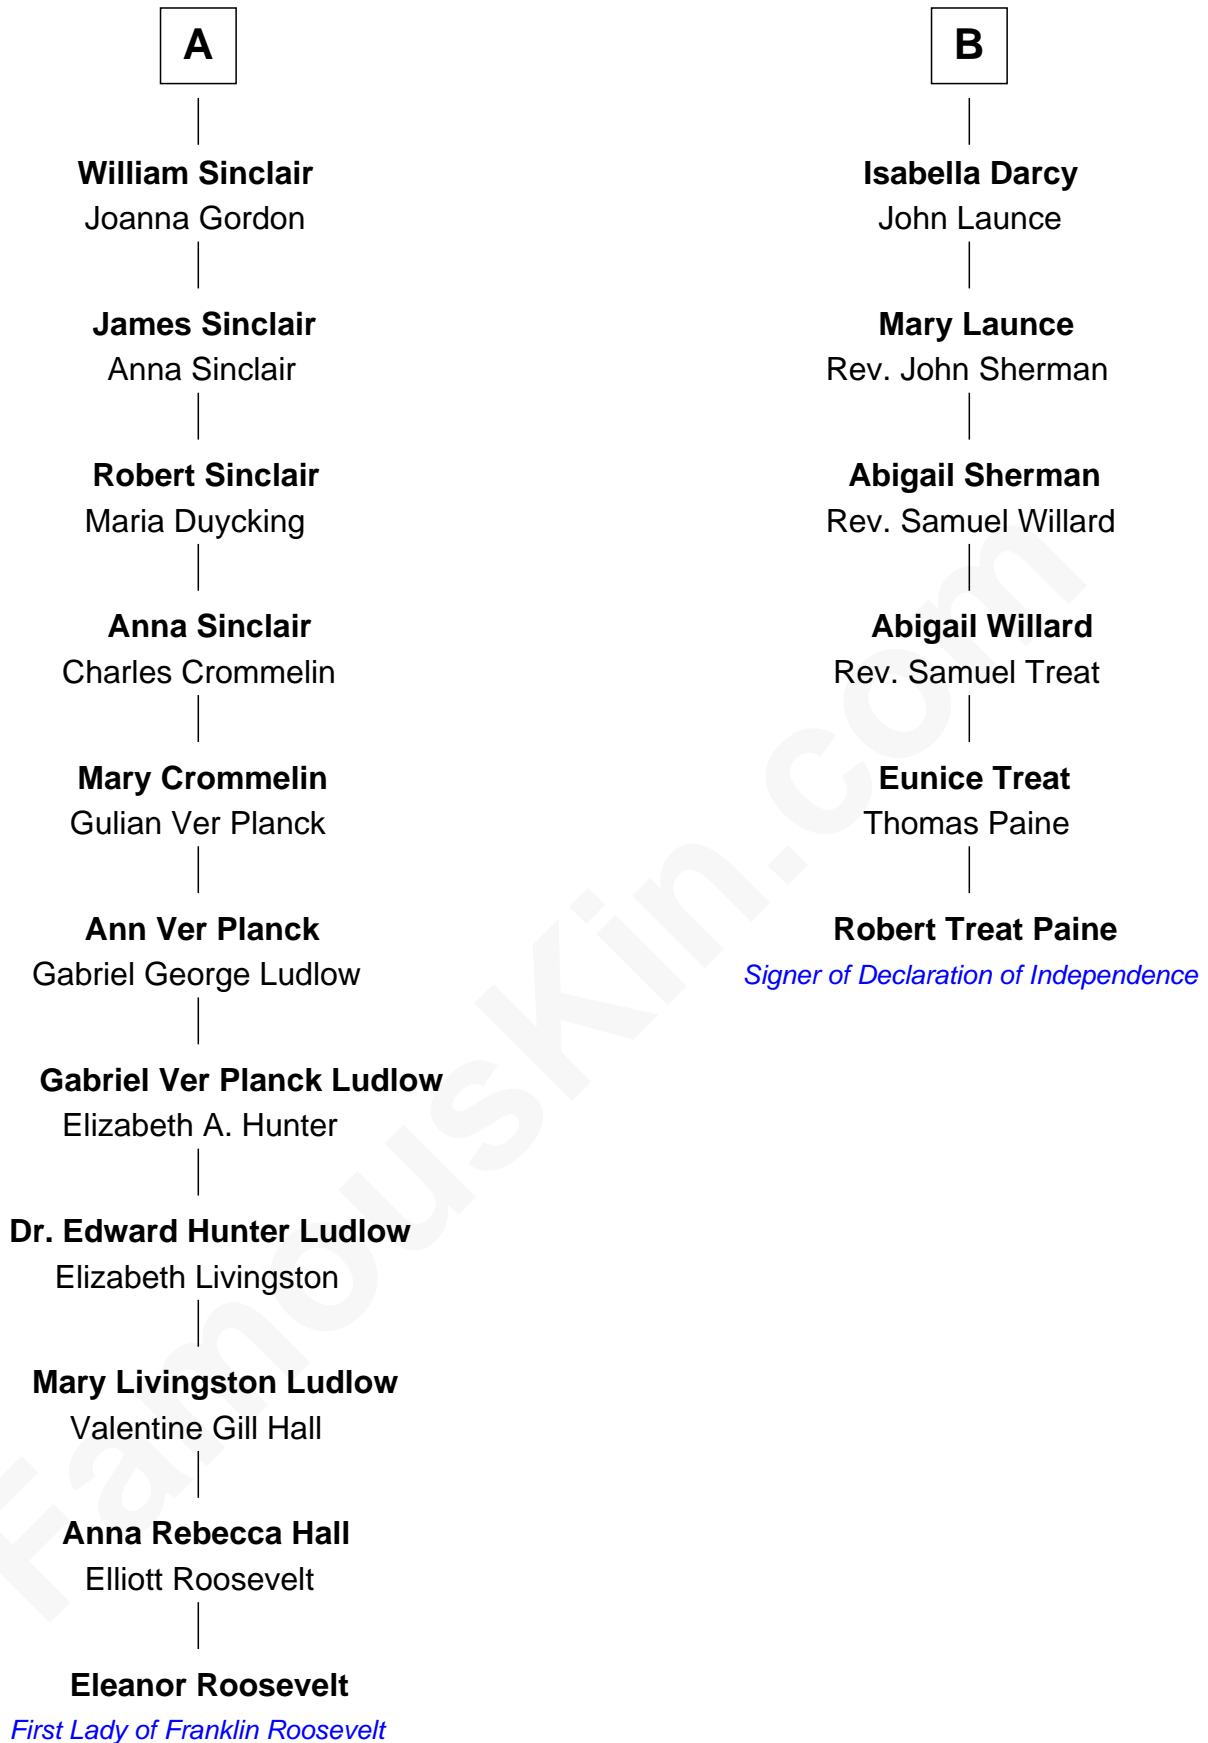 A
William Sinclair
Joanna Gordon
James Sinclair
Anna Sinclair
Robert Sinclair
Maria Duycking
Anna Sinclair
Charles Crommelin
Mary Crommelin
Gulian Ver Planck
Ann Ver Planck
Gabriel George Ludlow
Gabriel Ver Planck Ludlow
Elizabeth A. Hunter
Dr. Edward Hunter Ludlow
Elizabeth Livingston
Mary Livingston Ludlow
Valentine Gill Hall
Anna Rebecca Hall
Elliott Roosevelt
Eleanor Roosevelt
First Lady of Franklin Roosevelt
B
Isabella Darcy
John Launce
Mary Launce
Rev. John Sherman
Abigail Sherman
Rev. Samuel Willard
Abigail Willard
Rev. Samuel Treat
Eunice Treat
Thomas Paine
Robert Treat Paine
Signer of Declaration of Independence
FamousKin.com